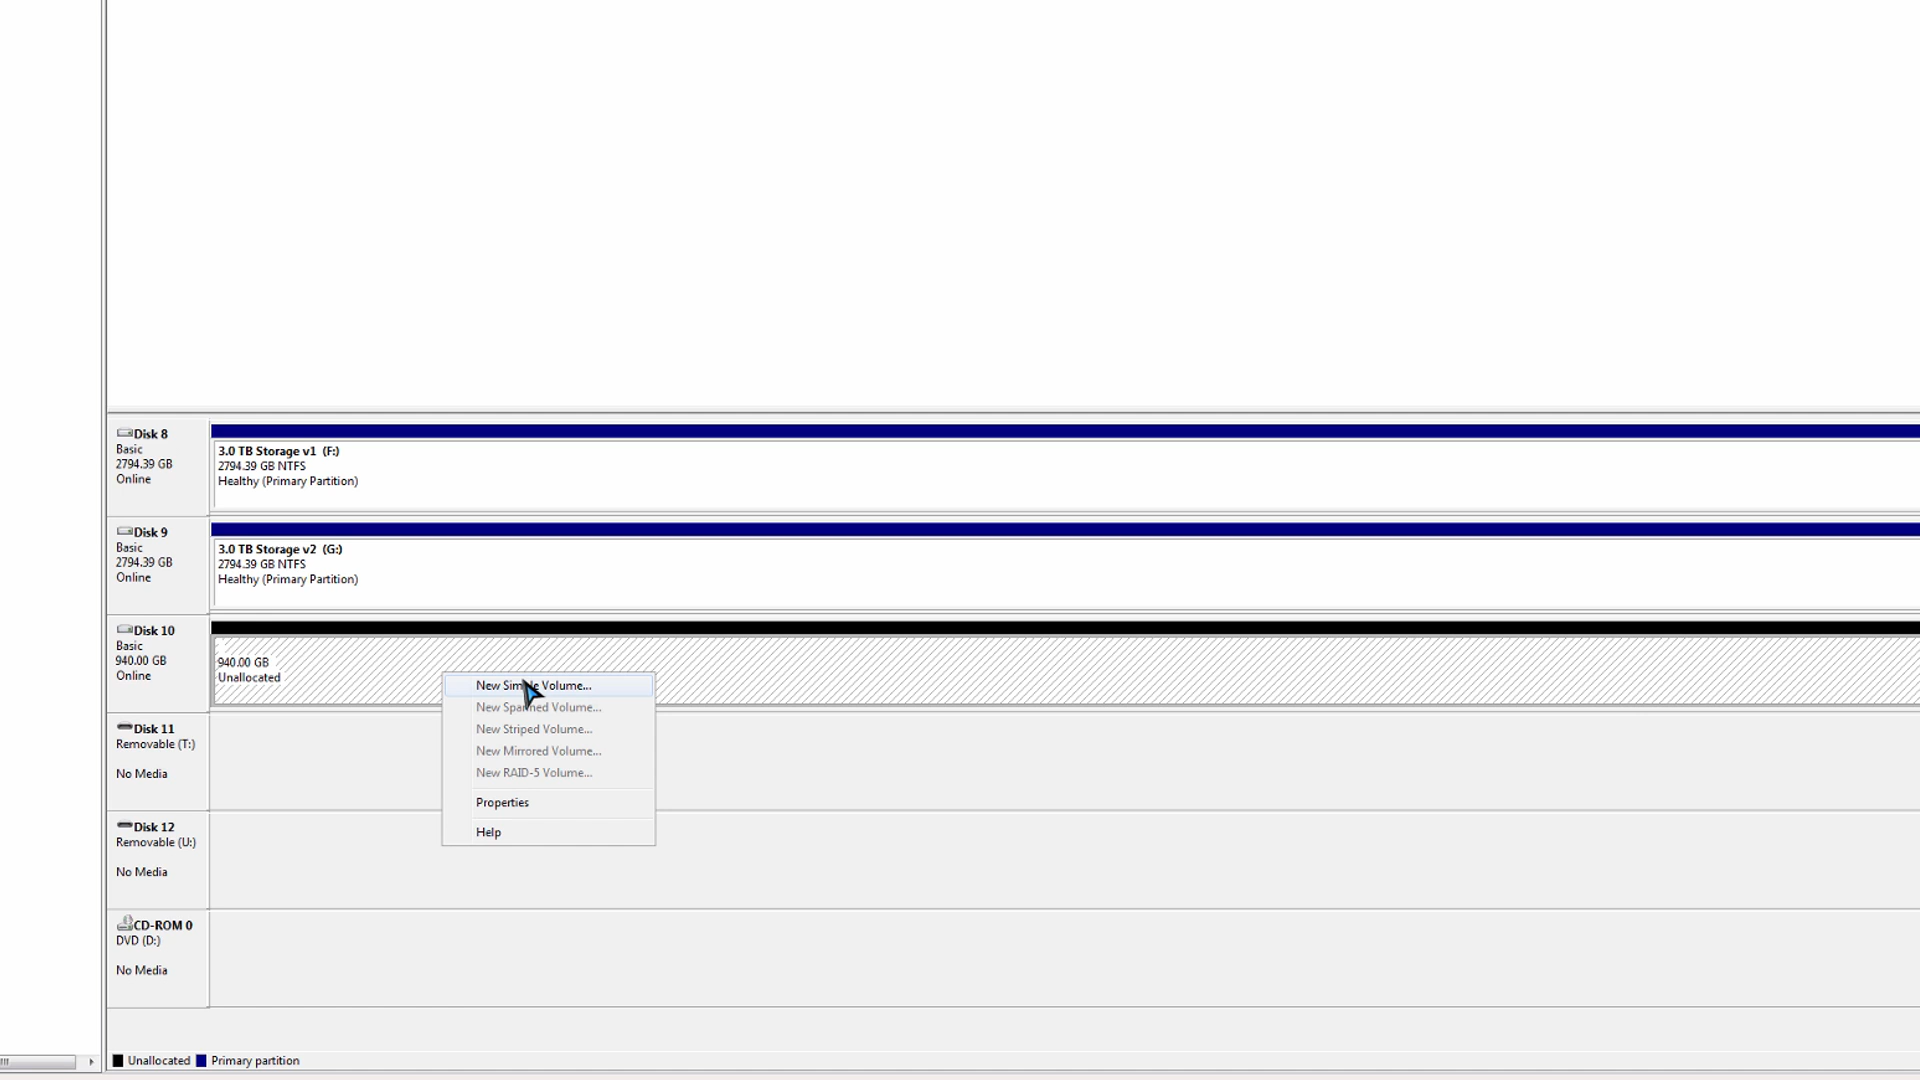 Disk 8
Basic
2794.39 GB
Online
3.0 TB Storage v1 (F:)
2794.39 GB NTFS
Healthy (Primary Partition)
Disk 9
Basic
2794.39 GB
Online
3.0 TB Storage v2 (G:)
2794.39 GB NTFS
Healthy (Primary Partition)
Disk 10
Basic
940.00 GB
Online
940.00 GB
Unallocated
New Simple Volume...
New Spanned Volume...
New Striped Volume...
New Mirrored Volume...
New RAID-5 Volume...
Properties
Help
Disk 11
Removable (T:)
No Media
Disk 12
Removable (U:)
No Media
CD-ROM 0
DVD (D:)
No Media
Unallocated Primary partition